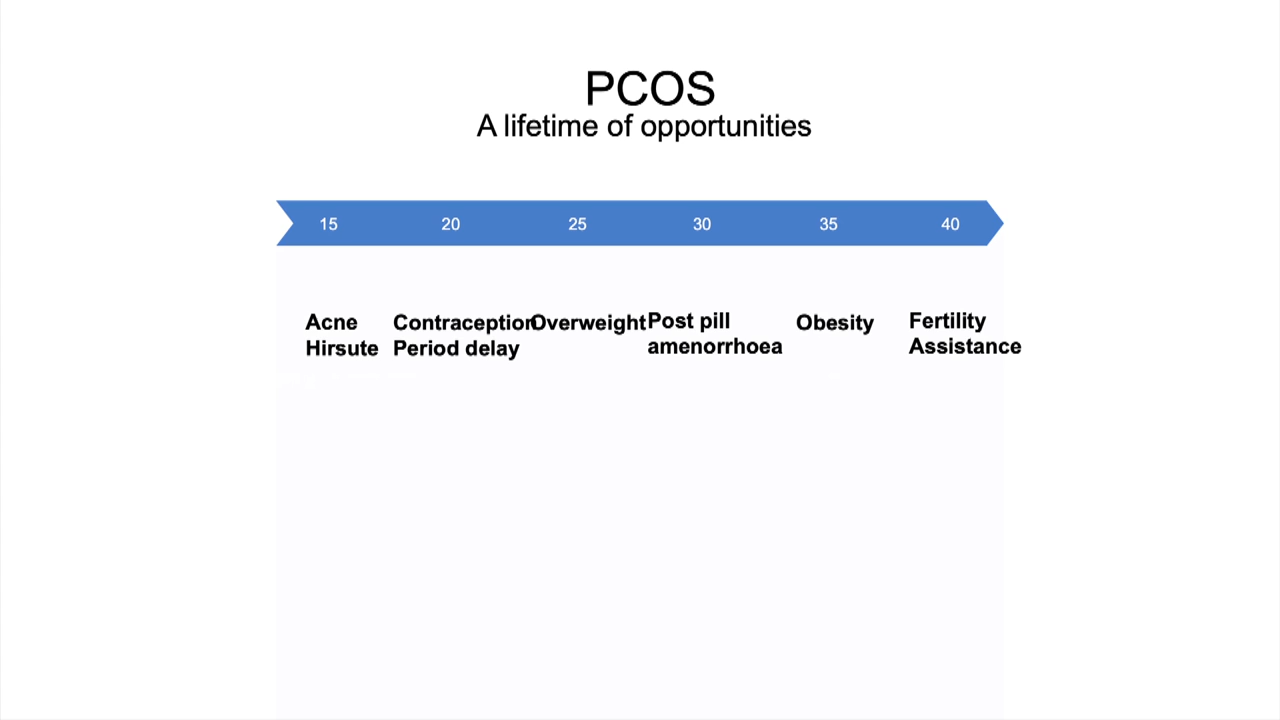 PCOS
A lifetime of opportunities
15 20 25 30 35 40
Acne Contraception Overweight Post pill Obesity Fertility
Hirsute Period delay amenorrhoea Assistance